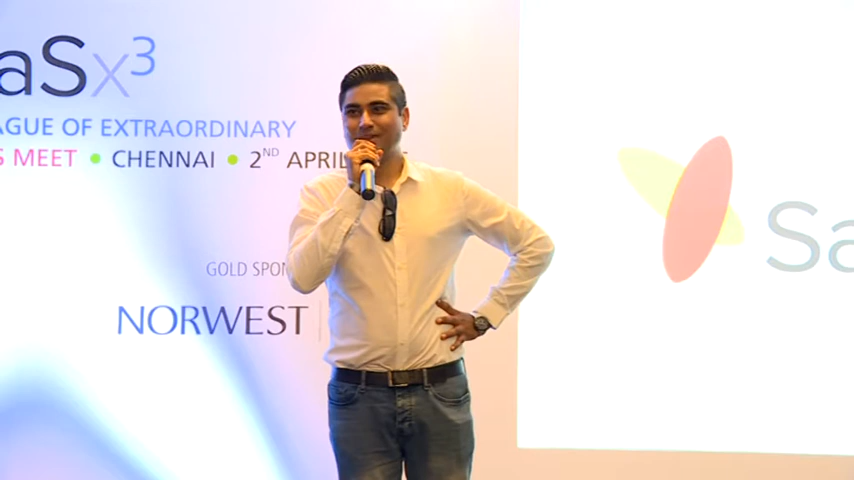 aSx3
AGUE OF EXTRAORDINARY
S MEET • CHENNAI • 2ND APRIL
GOLD SPON
NORWEST
Sa